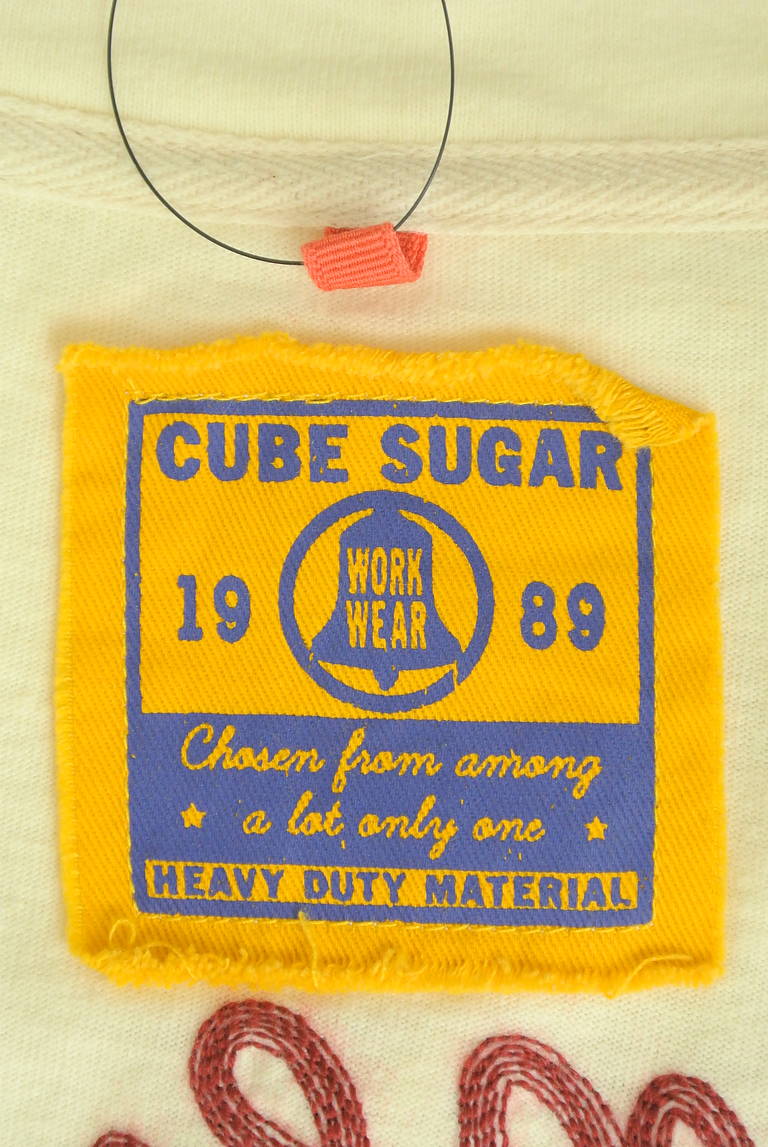 CUBE SUGAR
19 WORK WEAR 89
Chosen from among
a lot only one
HEAVY DUTY MATERIAL